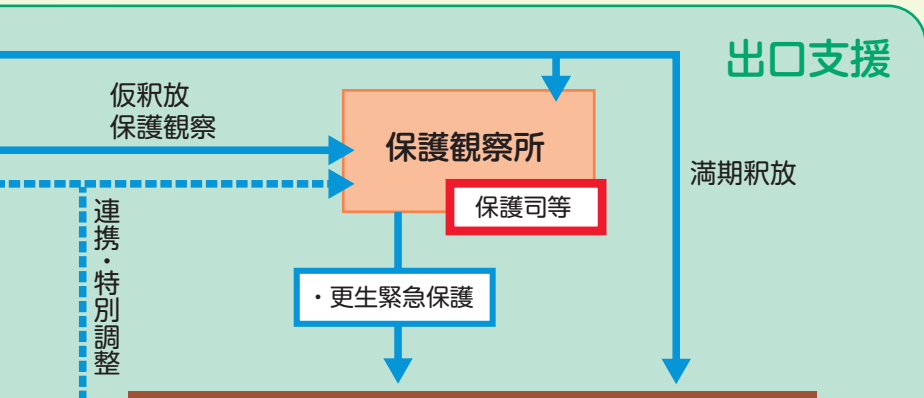 出口支援
仮釈放
保護観察
保護観察所
保護司等
満期釈放
連携・特別調整
・更生緊急保護